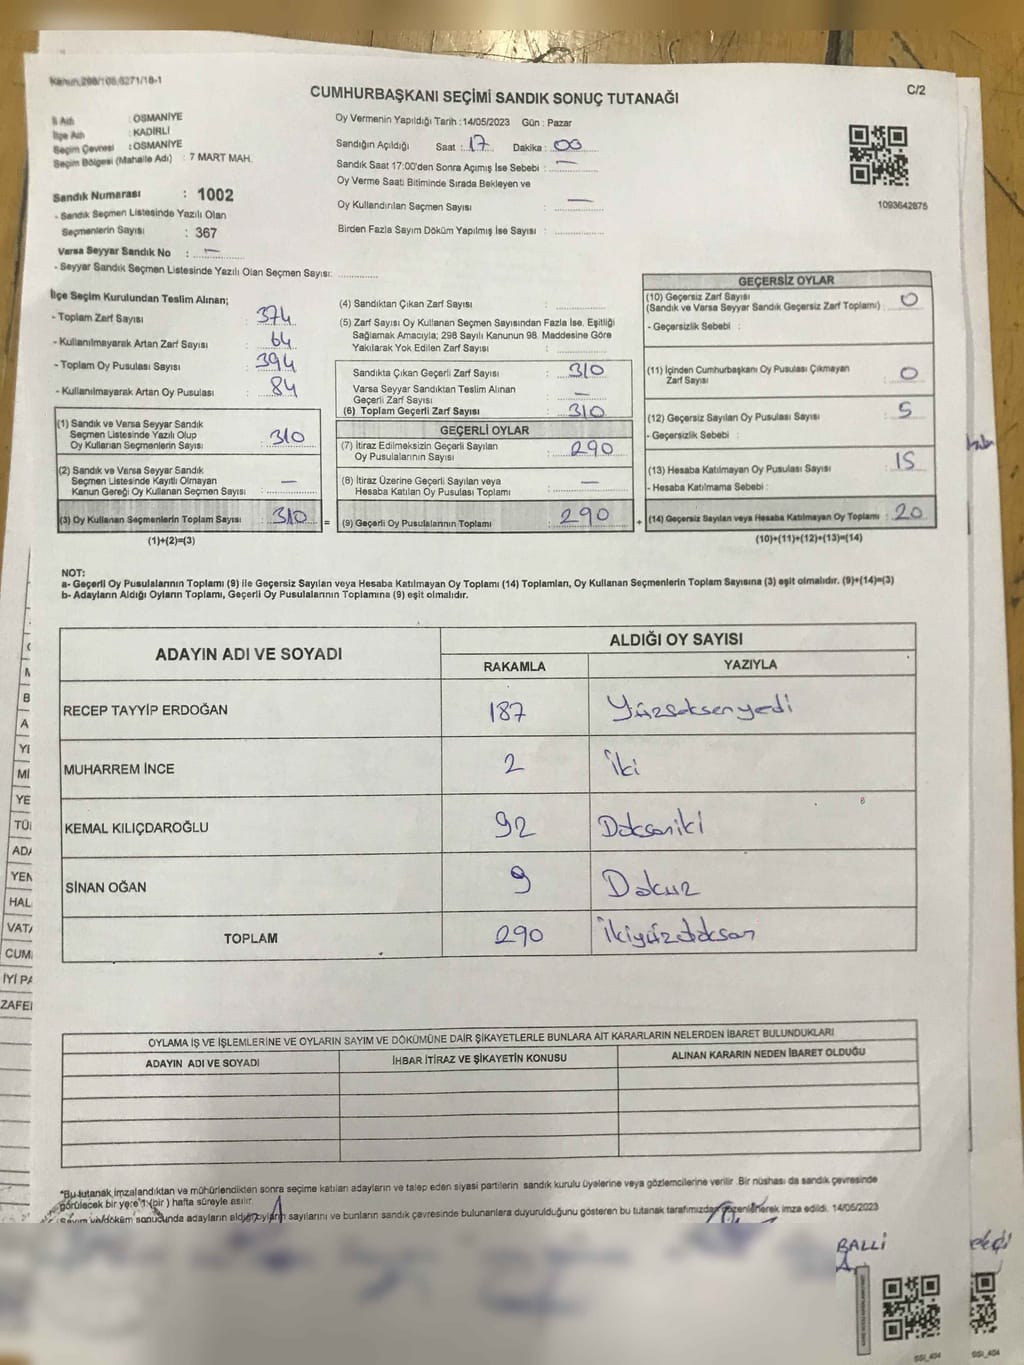 Kanun,298/105,6271/18-1
C/2
CUMHURBAŞKANI SEÇİMİ SANDIK SONUÇ TUTANAĞI
İl Adı : OSMANİYE
İlçe Adı : KADİRLİ
Seçim Çevresi : OSMANİYE
Seçim Bölgesi (Mahalle Adı) : 7 MART MAH.
Sandık Numarası : 1002
- Sandık Seçmen Listesinde Yazılı Olan
Seçmenlerin Sayısı : 367
Varsa Seyyar Sandık No : —
- Seyyar Sandık Seçmen Listesinde Yazılı Olan Seçmen Sayısı:
Oy Vermenin Yapıldığı Tarih :14/05/2023 Gün : Pazar
Sandığın Açıldığı Saat : 17 Dakika : 00
Sandık Saat 17:00'den Sonra Açımış İse Sebebi : —
Oy Verme Saati Bitiminde Sırada Bekleyen ve
Oy Kullandırılan Seçmen Sayısı : —
Birden Fazla Sayım Döküm Yapılmış İse Sayısı :
1093642875
İlçe Seçim Kurulundan Teslim Alınan;
- Toplam Zarf Sayısı : 374
- Kullanılmayarak Artan Zarf Sayısı : 64
- Toplam Oy Pusulası Sayısı : 394
- Kullanılmayarak Artan Oy Pusulası : 84
(1) Sandık ve Varsa Seyyar Sandık
Seçmen Listesinde Yazılı Olup
Oy Kullanan Seçmenlerin Sayısı : 310
(2) Sandık ve Varsa Seyyar Sandık
Seçmen Listesinde Kayıtlı Olmayan
Kanun Gereği Oy Kullanan Seçmen Sayısı : —
(3) Oy Kullanan Seçmenlerin Toplam Sayısı : 310
(1)+(2)=(3)
(4) Sandıktan Çıkan Zarf Sayısı :
(5) Zarf Sayısı Oy Kullanan Seçmen Sayısından Fazla İse, Eşitliği
Sağlamak Amacıyla; 298 Sayılı Kanunun 98. Maddesine Göre
Yakılarak Yok Edilen Zarf Sayısı :
Sandıkta Çıkan Geçerli Zarf Sayısı : 310
Varsa Seyyar Sandıktan Teslim Alınan
Geçerli Zarf Sayısı : —
(6) Toplam Geçerli Zarf Sayısı : 310
GEÇERLİ OYLAR
(7) İtiraz Edilmeksizin Geçerli Sayılan
Oy Pusulalarının Sayısı : 290
(8) İtiraz Üzerine Geçerli Sayılan veya
Hesaba Katılan Oy Pusulası Toplamı : —
= (9) Geçerli Oy Pusulalarının Toplamı : 290
GEÇERSİZ OYLAR
(10) Geçersiz Zarf Sayısı
(Sandık ve Varsa Seyyar Sandık Geçersiz Zarf Toplamı) : 0
- Geçersizlik Sebebi :
(11) İçinden Cumhurbaşkanı Oy Pusulası Çıkmayan
Zarf Sayısı : 0
(12) Geçersiz Sayılan Oy Pusulası Sayısı : 5
- Geçersizlik Sebebi :
(13) Hesaba Katılmayan Oy Pusulası Sayısı : 15
- Hesaba Katılmama Sebebi :
+ (14) Geçersiz Sayılan veya Hesaba Katılmayan Oy Toplamı : 20
(10)+(11)+(12)+(13)=(14)
NOT:
a- Geçerli Oy Pusulalarının Toplamı (9) ile Geçersiz Sayılan veya Hesaba Katılmayan Oy Toplamı (14) Toplamları, Oy Kullanan Seçmenlerin Toplam Sayısına (3) eşit olmalıdır. (9)+(14)=(3)
b- Adayların Aldığı Oyların Toplamı, Geçerli Oy Pusulalarının Toplamına (9) eşit olmalıdır.
ADAYIN ADI VE SOYADI ALDIĞI OY SAYISI
RAKAMLA YAZIYLA
RECEP TAYYİP ERDOĞAN 187 Yüzseksenyedi
MUHARREM İNCE 2 İki
KEMAL KILIÇDAROĞLU 92 Doksaniki
SİNAN OĞAN 9 Dokuz
TOPLAM 290 İkiyüzdoksan
OYLAMA İŞ VE İŞLEMLERİNE VE OYLARIN SAYIM VE DÖKÜMÜNE DAİR ŞİKAYETLERLE BUNLARA AİT KARARLARIN NELERDEN İBARET BULUNDUKLARI
ADAYIN ADI VE SOYADI İHBAR İTİRAZ VE ŞİKAYETİN KONUSU ALINAN KARARIN NEDEN İBARET OLDUĞU
*Bu tutanak imzalandıktan ve mühürlendikten sonra seçime katılan adayların ve talep eden siyasi partilerin sandık kurulu üyelerine veya gözlemcilerine verilir. Bir nüshası da sandık çevresinde
görülecek bir yere 1 (bir) hafta süreyle asılır.
Sayım ve döküm sonucunda adayların aldığı oyların sayılarını ve bunların sandık çevresinde bulunanlara duyurulduğunu gösteren bu tutanak tarafımızdan düzenlenerek imza edildi. 14/05/2023
BALLİ